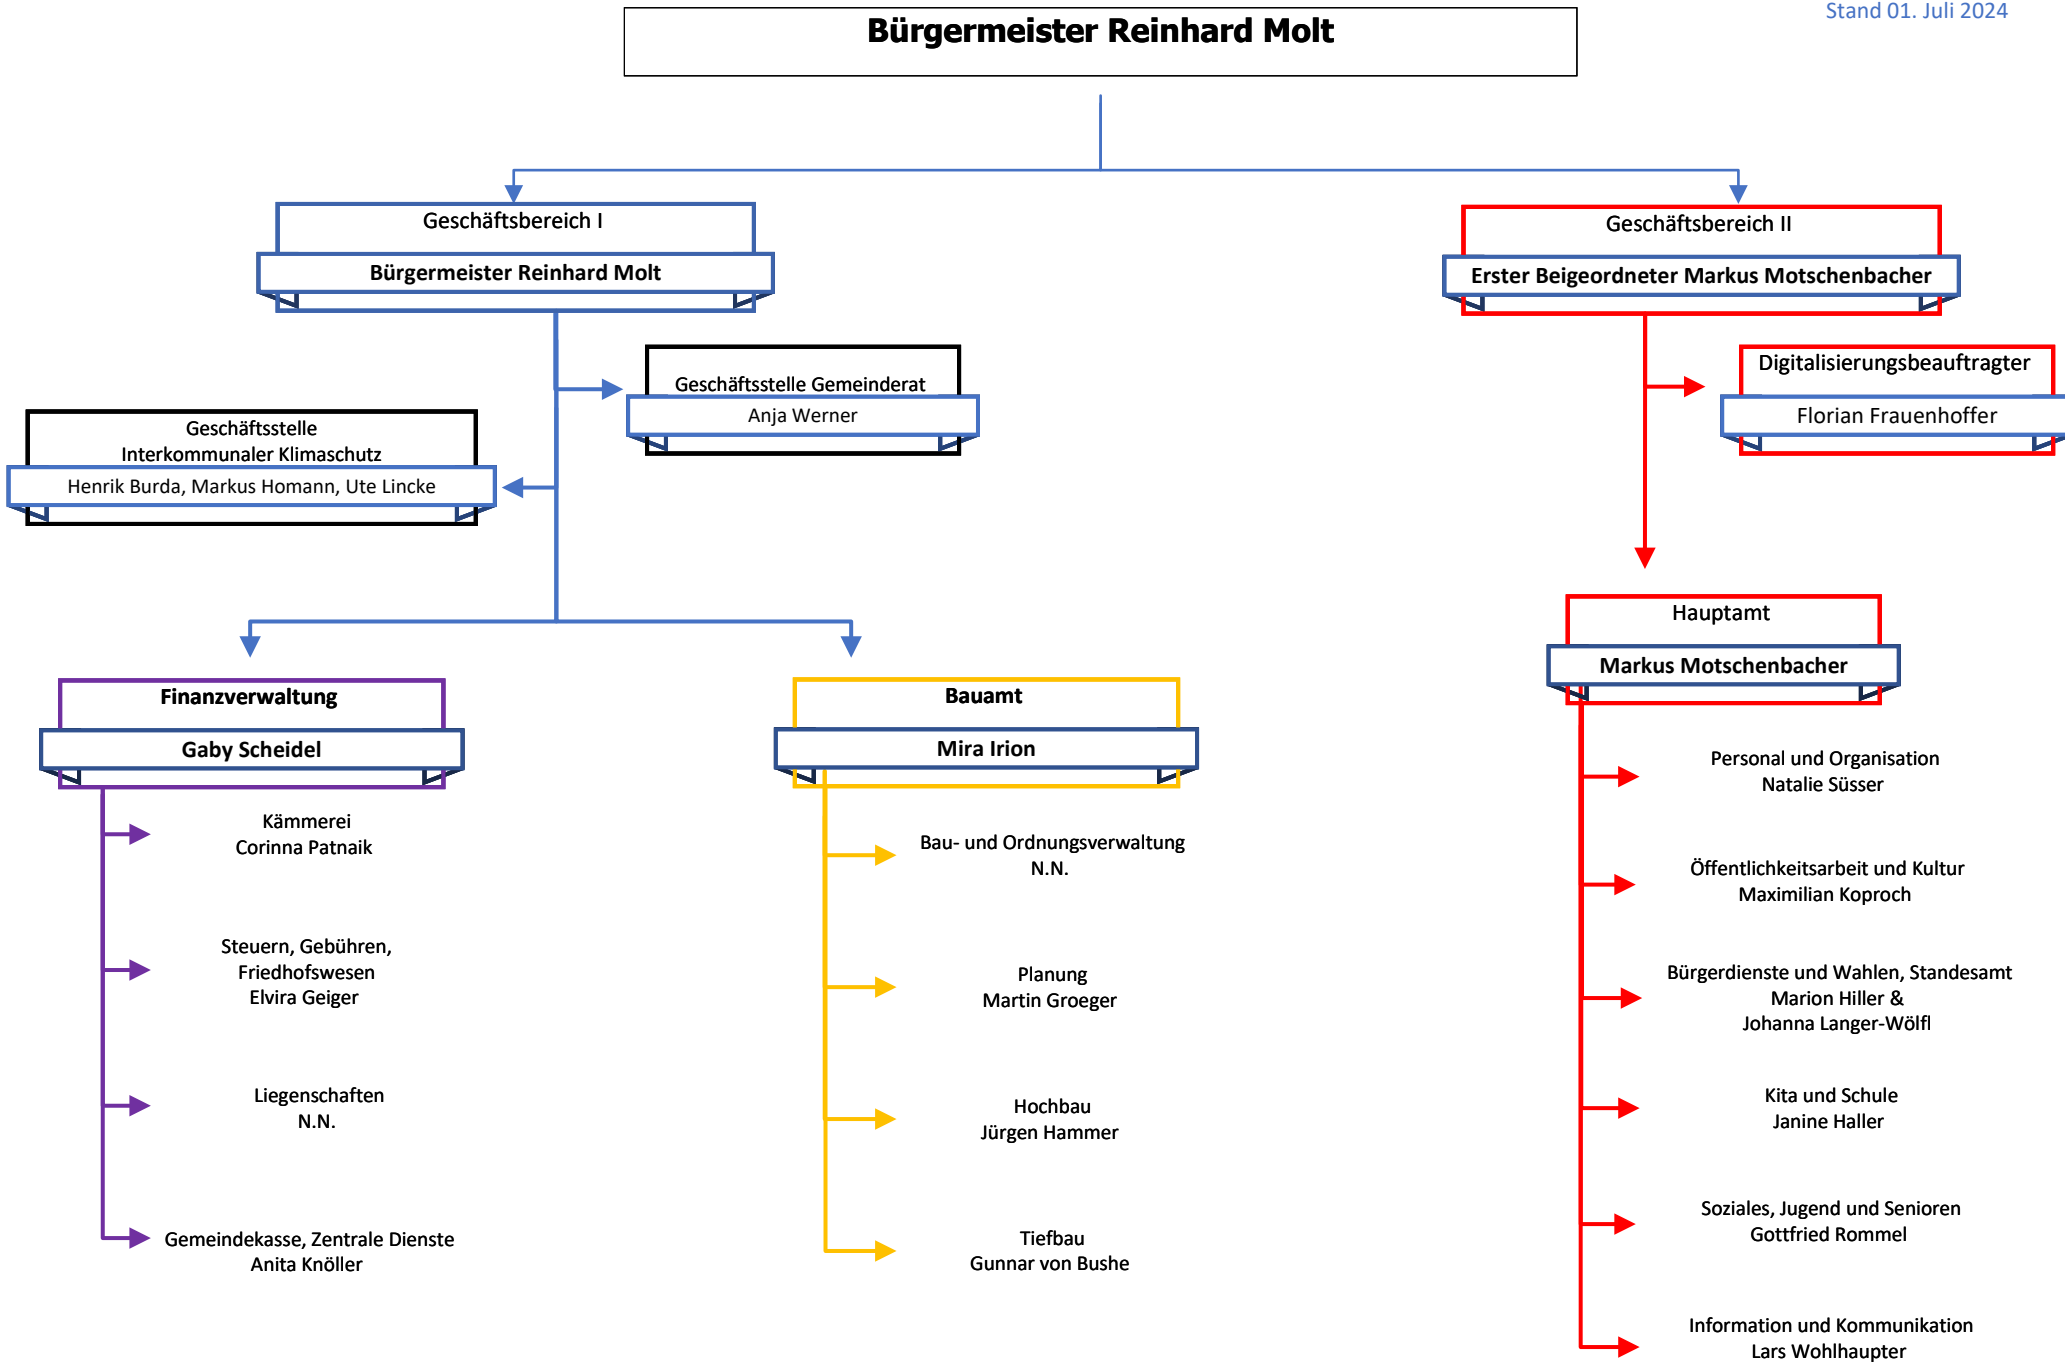 Stand 01. Juli 2024
Bürgermeister Reinhard Molt
Geschäftsbereich I
Bürgermeister Reinhard Molt
Geschäftsbereich II
Erster Beigeordneter Markus Motschenbacher
Geschäftsstelle Gemeinderat
Anja Werner
Digitalisierungsbeauftragter
Florian Frauenhoffer
Geschäftsstelle
Interkommunaler Klimaschutz
Henrik Burda, Markus Homann, Ute Lincke
Finanzverwaltung
Gaby Scheidel
Kämmerei
Corinna Patnaik
Steuern, Gebühren,
Friedhofswesen
Elvira Geiger
Liegenschaften
N.N.
Gemeindekasse, Zentrale Dienste
Anita Knöller
Bauamt
Mira Irion
Bau- und Ordnungsverwaltung
N.N.
Planung
Martin Groeger
Hochbau
Jürgen Hammer
Tiefbau
Gunnar von Bushe
Hauptamt
Markus Motschenbacher
Personal und Organisation
Natalie Süsser
Öffentlichkeitsarbeit und Kultur
Maximilian Koproch
Bürgerdienste und Wahlen, Standesamt
Marion Hiller &
Johanna Langer-Wölfl
Kita und Schule
Janine Haller
Soziales, Jugend und Senioren
Gottfried Rommel
Information und Kommunikation
Lars Wohlhaupter